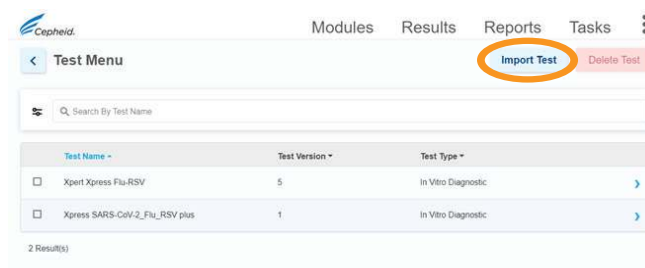 Cepheid.
Modules Results Reports Tasks
Test Menu
Import Test
Delete Test
Search By Test Name
Test Name Test Version Test Type
Xpert Xpress Flu-RSV 5 In Vitro Diagnostic
Xpress SARS-CoV-2_Flu_RSV plus 1 In Vitro Diagnostic
2 Result(s)